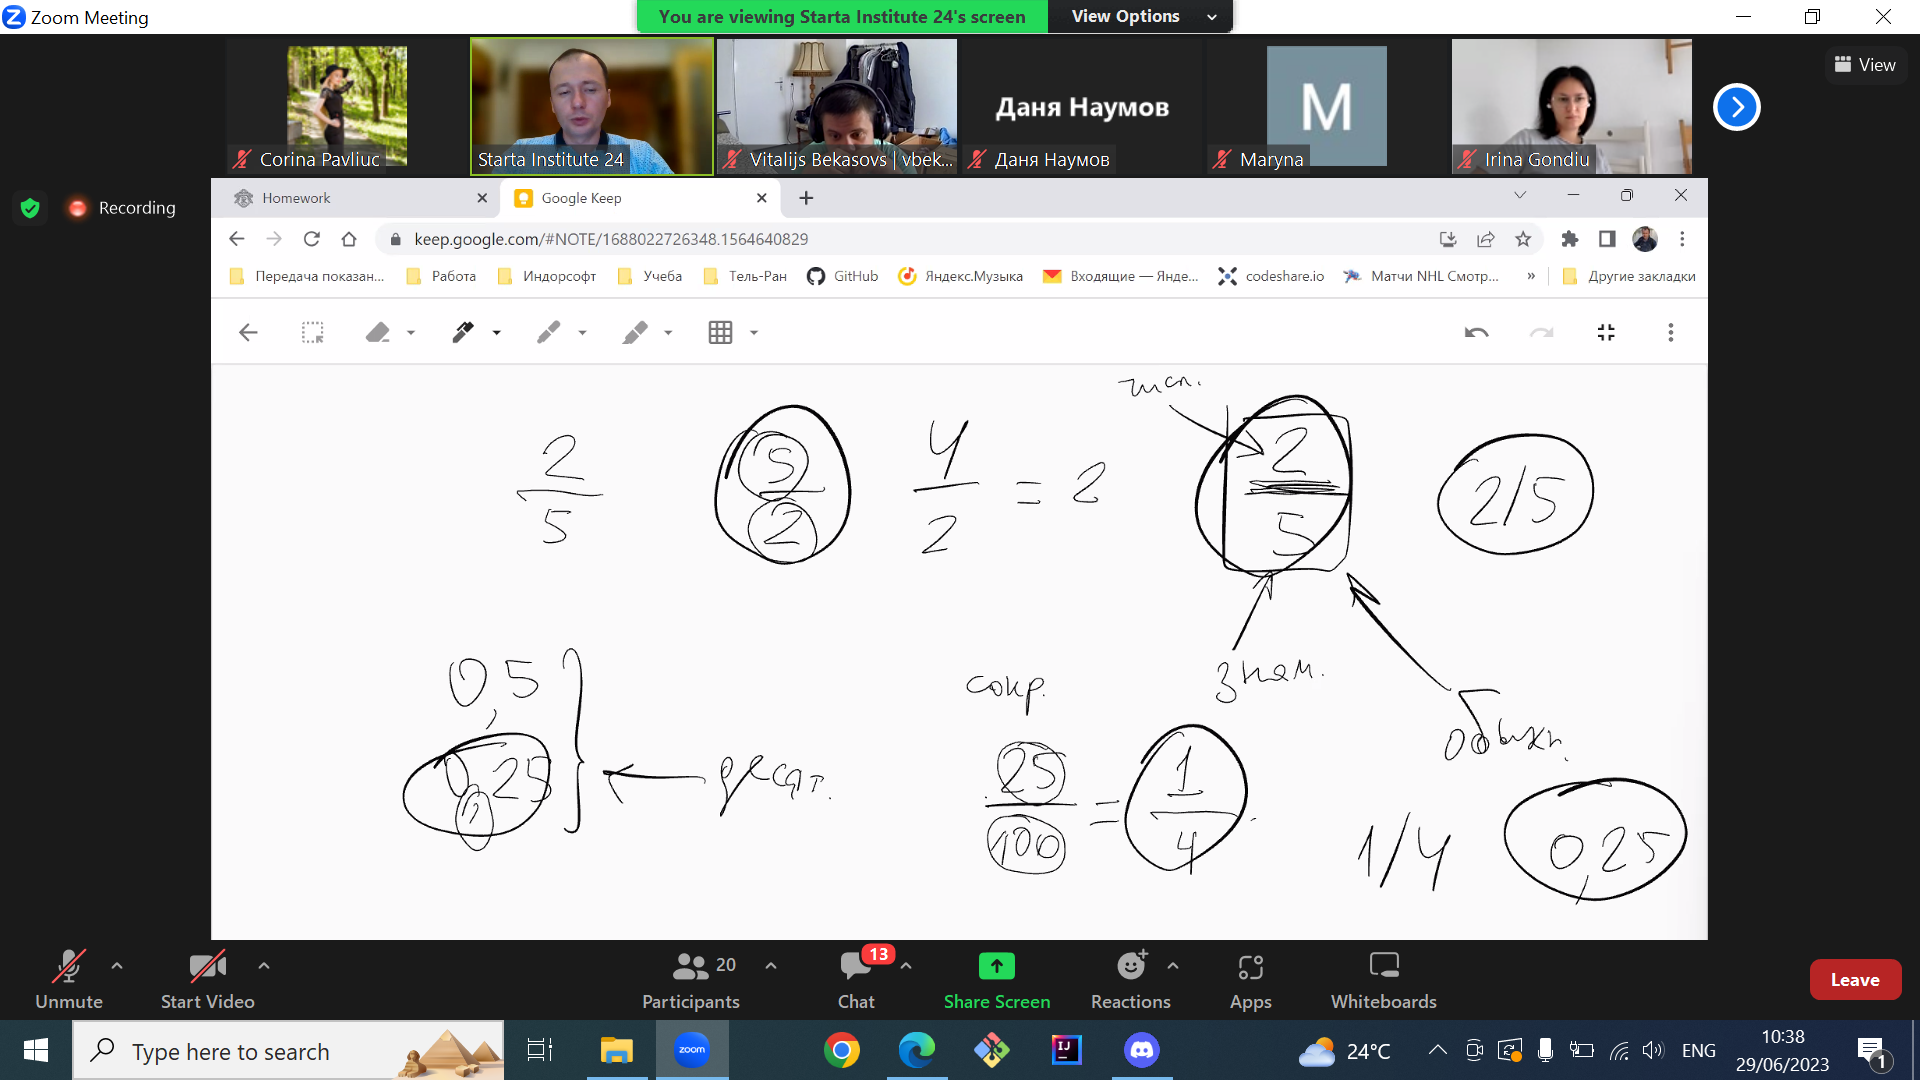 Zoom Meeting
You are viewing Starta Institute 24's screen
View Options
Corina Pavliuc
Starta Institute 24
Vitalijs Bekasovs | vbek...
Даня Наумов
Даня Наумов
M
Maryna
Irina Gondiu
View
Recording
Homework
Google Keep
keep.google.com/#NOTE/1688022726348.1564640829
Передача показан...
Работа
Индорсофт
Учеба
Тель-Ран
GitHub
Яндекс.Музыка
Входящие — Янде...
codeshare.io
Матчи NHL Смотр...
»
Другие закладки
числ.
2
5
5
2
4
2
= 2
2
5
2/5
знам.
обыкн.
0,5
0,25
десят.
сокр.
25
100
=
1
4
1/4
0,25
Unmute
Start Video
20
Participants
13
Chat
Share Screen
Reactions
Apps
Whiteboards
Leave
Type here to search
zoom
IJ
24°C
ENG
10:38
29/06/2023
1